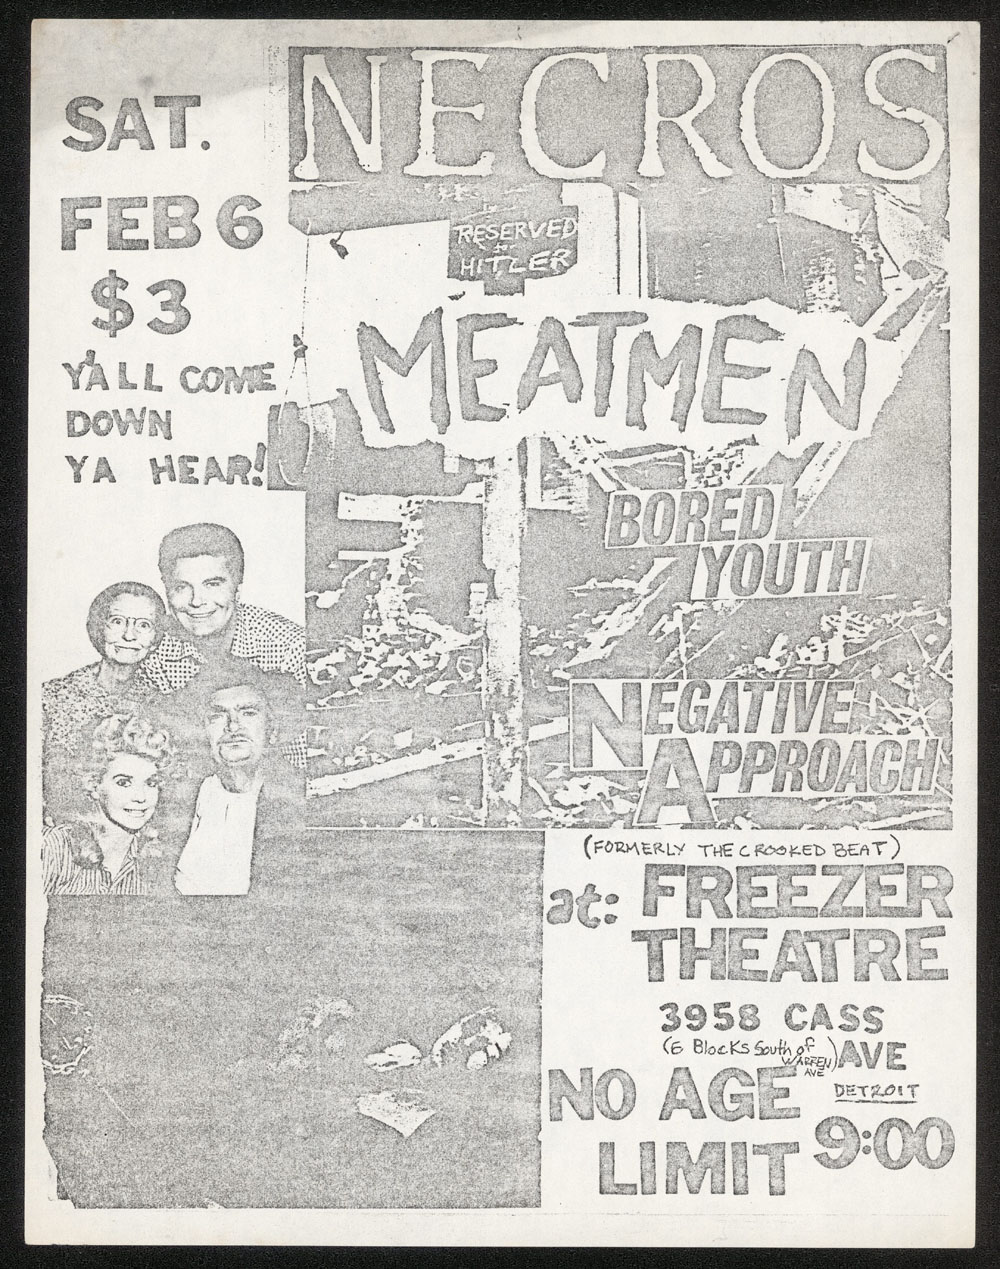 SAT.
FEB 6
$3
Y'ALL COME
DOWN
YA HEAR!
NECROS
RESERVED
for
HITLER
MEATMEN
BORED
YOUTH
NEGATIVE
APPROACH
(FORMERLY THE CROOKED BEAT)
at: FREEZER
THEATRE
3958 CASS
(6 Blocks South of
WARREN) AVE
AVE
DETROIT
NO AGE
LIMIT 9:00